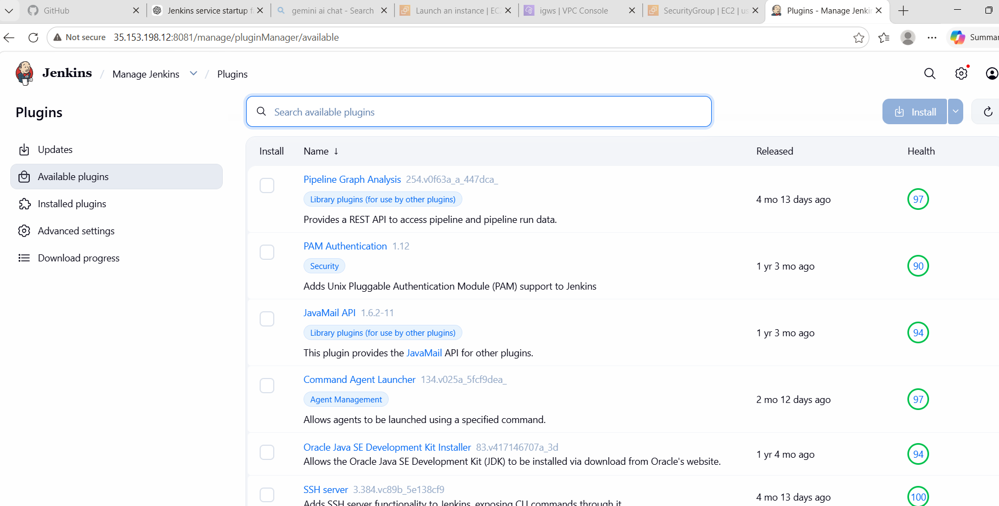 GitHub
Jenkins service startup f
gemini ai chat - Search
Launch an instance | EC
igws | VPC Console
SecurityGroup | EC2 | us
Plugins - Manage Jenki
Not secure 35.153.198.12:8081/manage/pluginManager/available
Summar
Jenkins / Manage Jenkins / Plugins
Plugins
Search available plugins
Install
Updates
Available plugins
Installed plugins
Advanced settings
Download progress
Install Name ↓ Released Health
Pipeline Graph Analysis 254.v0f63a_a_447dca_
Library plugins (for use by other plugins)
4 mo 13 days ago 97
Provides a REST API to access pipeline and pipeline run data.
PAM Authentication 1.12
Security
1 yr 3 mo ago 90
Adds Unix Pluggable Authentication Module (PAM) support to Jenkins
JavaMail API 1.6.2-11
Library plugins (for use by other plugins)
1 yr 3 mo ago 94
This plugin provides the JavaMail API for other plugins.
Command Agent Launcher 134.v025a_5fcf9dea_
Agent Management
2 mo 12 days ago 97
Allows agents to be launched using a specified command.
Oracle Java SE Development Kit Installer 83.v417146707a_3d
1 yr 4 mo ago 94
Allows the Oracle Java SE Development Kit (JDK) to be installed via download from Oracle's website.
SSH server 3.384.vc89b_5e138cf9
4 mo 13 days ago 100
Adds SSH server functionality to Jenkins, exposing CLI commands through it